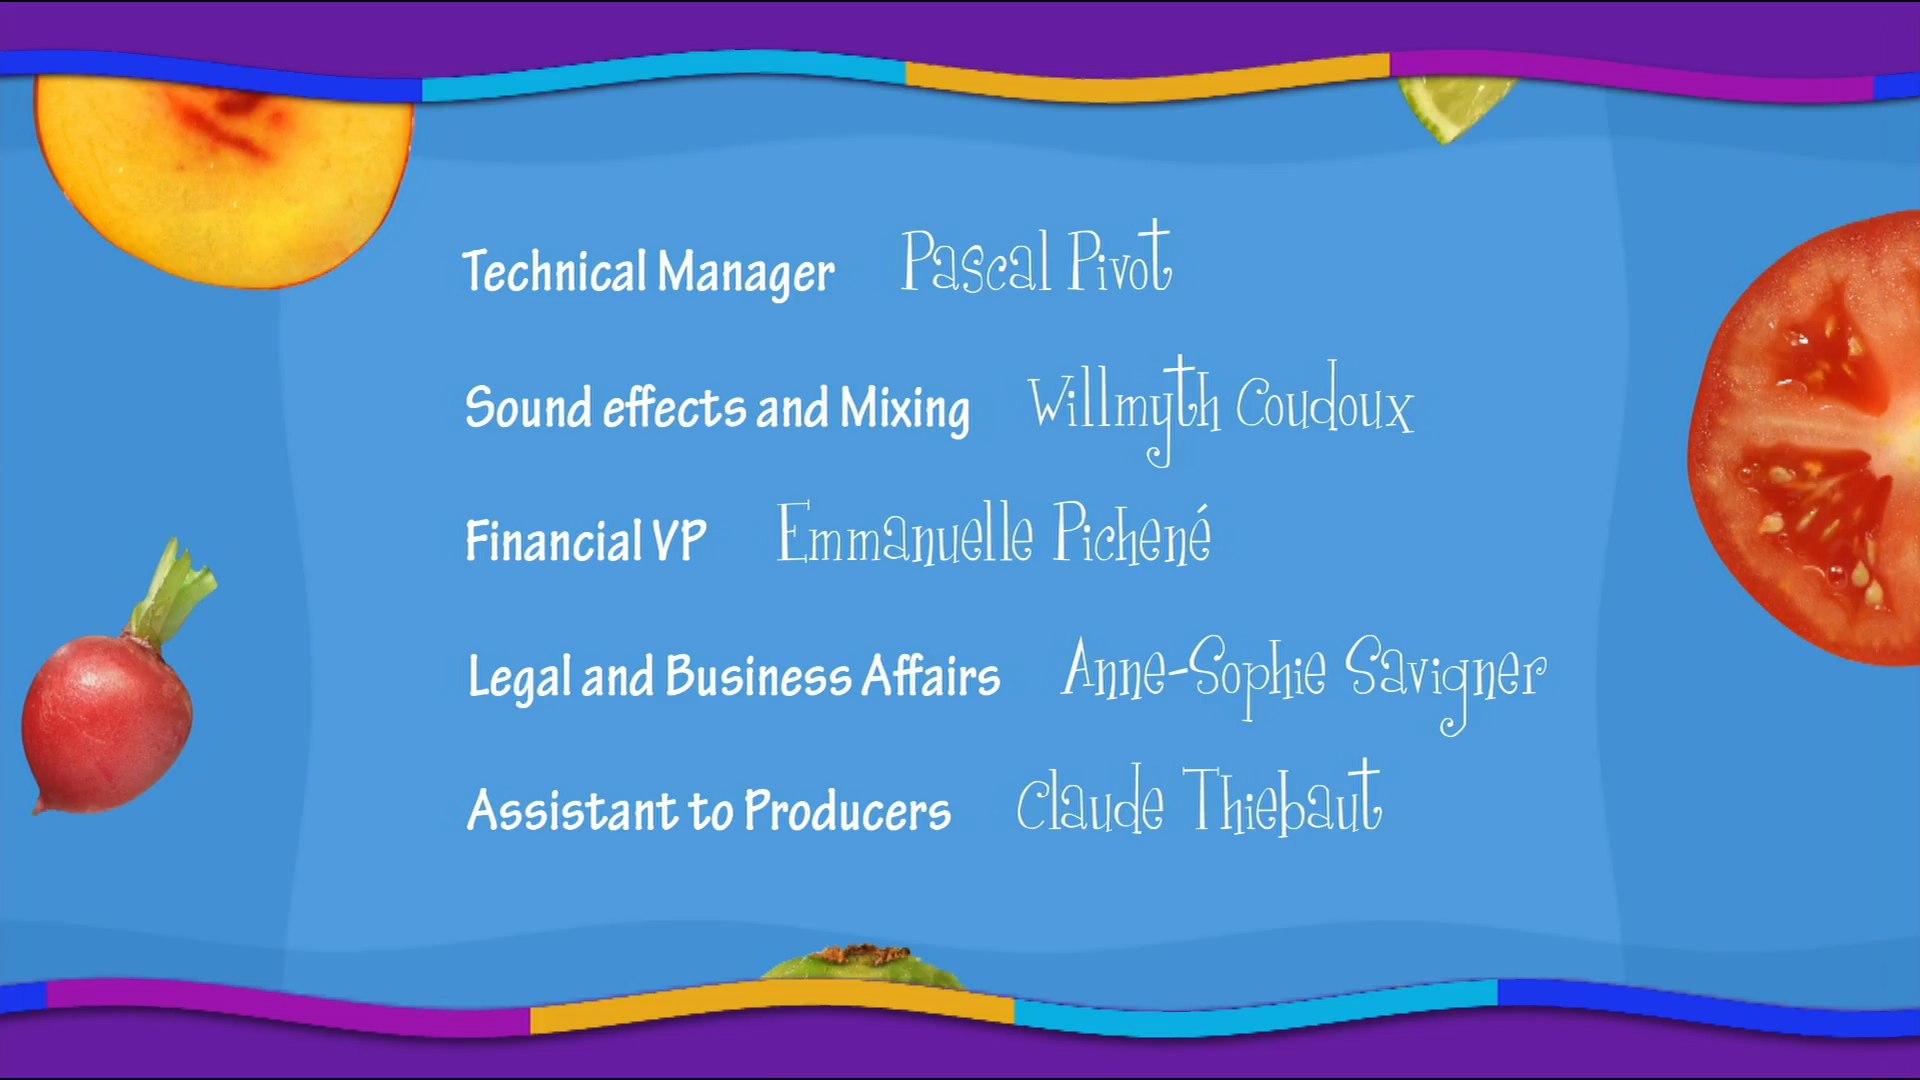 Technical Manager Pascal Pivot
Sound effects and Mixing Willmyth Coudoux
Financial VP Emmanuelle Pichené
Legal and Business Affairs Anne-Sophie Savigner
Assistant to Producers Claude Thiebaut